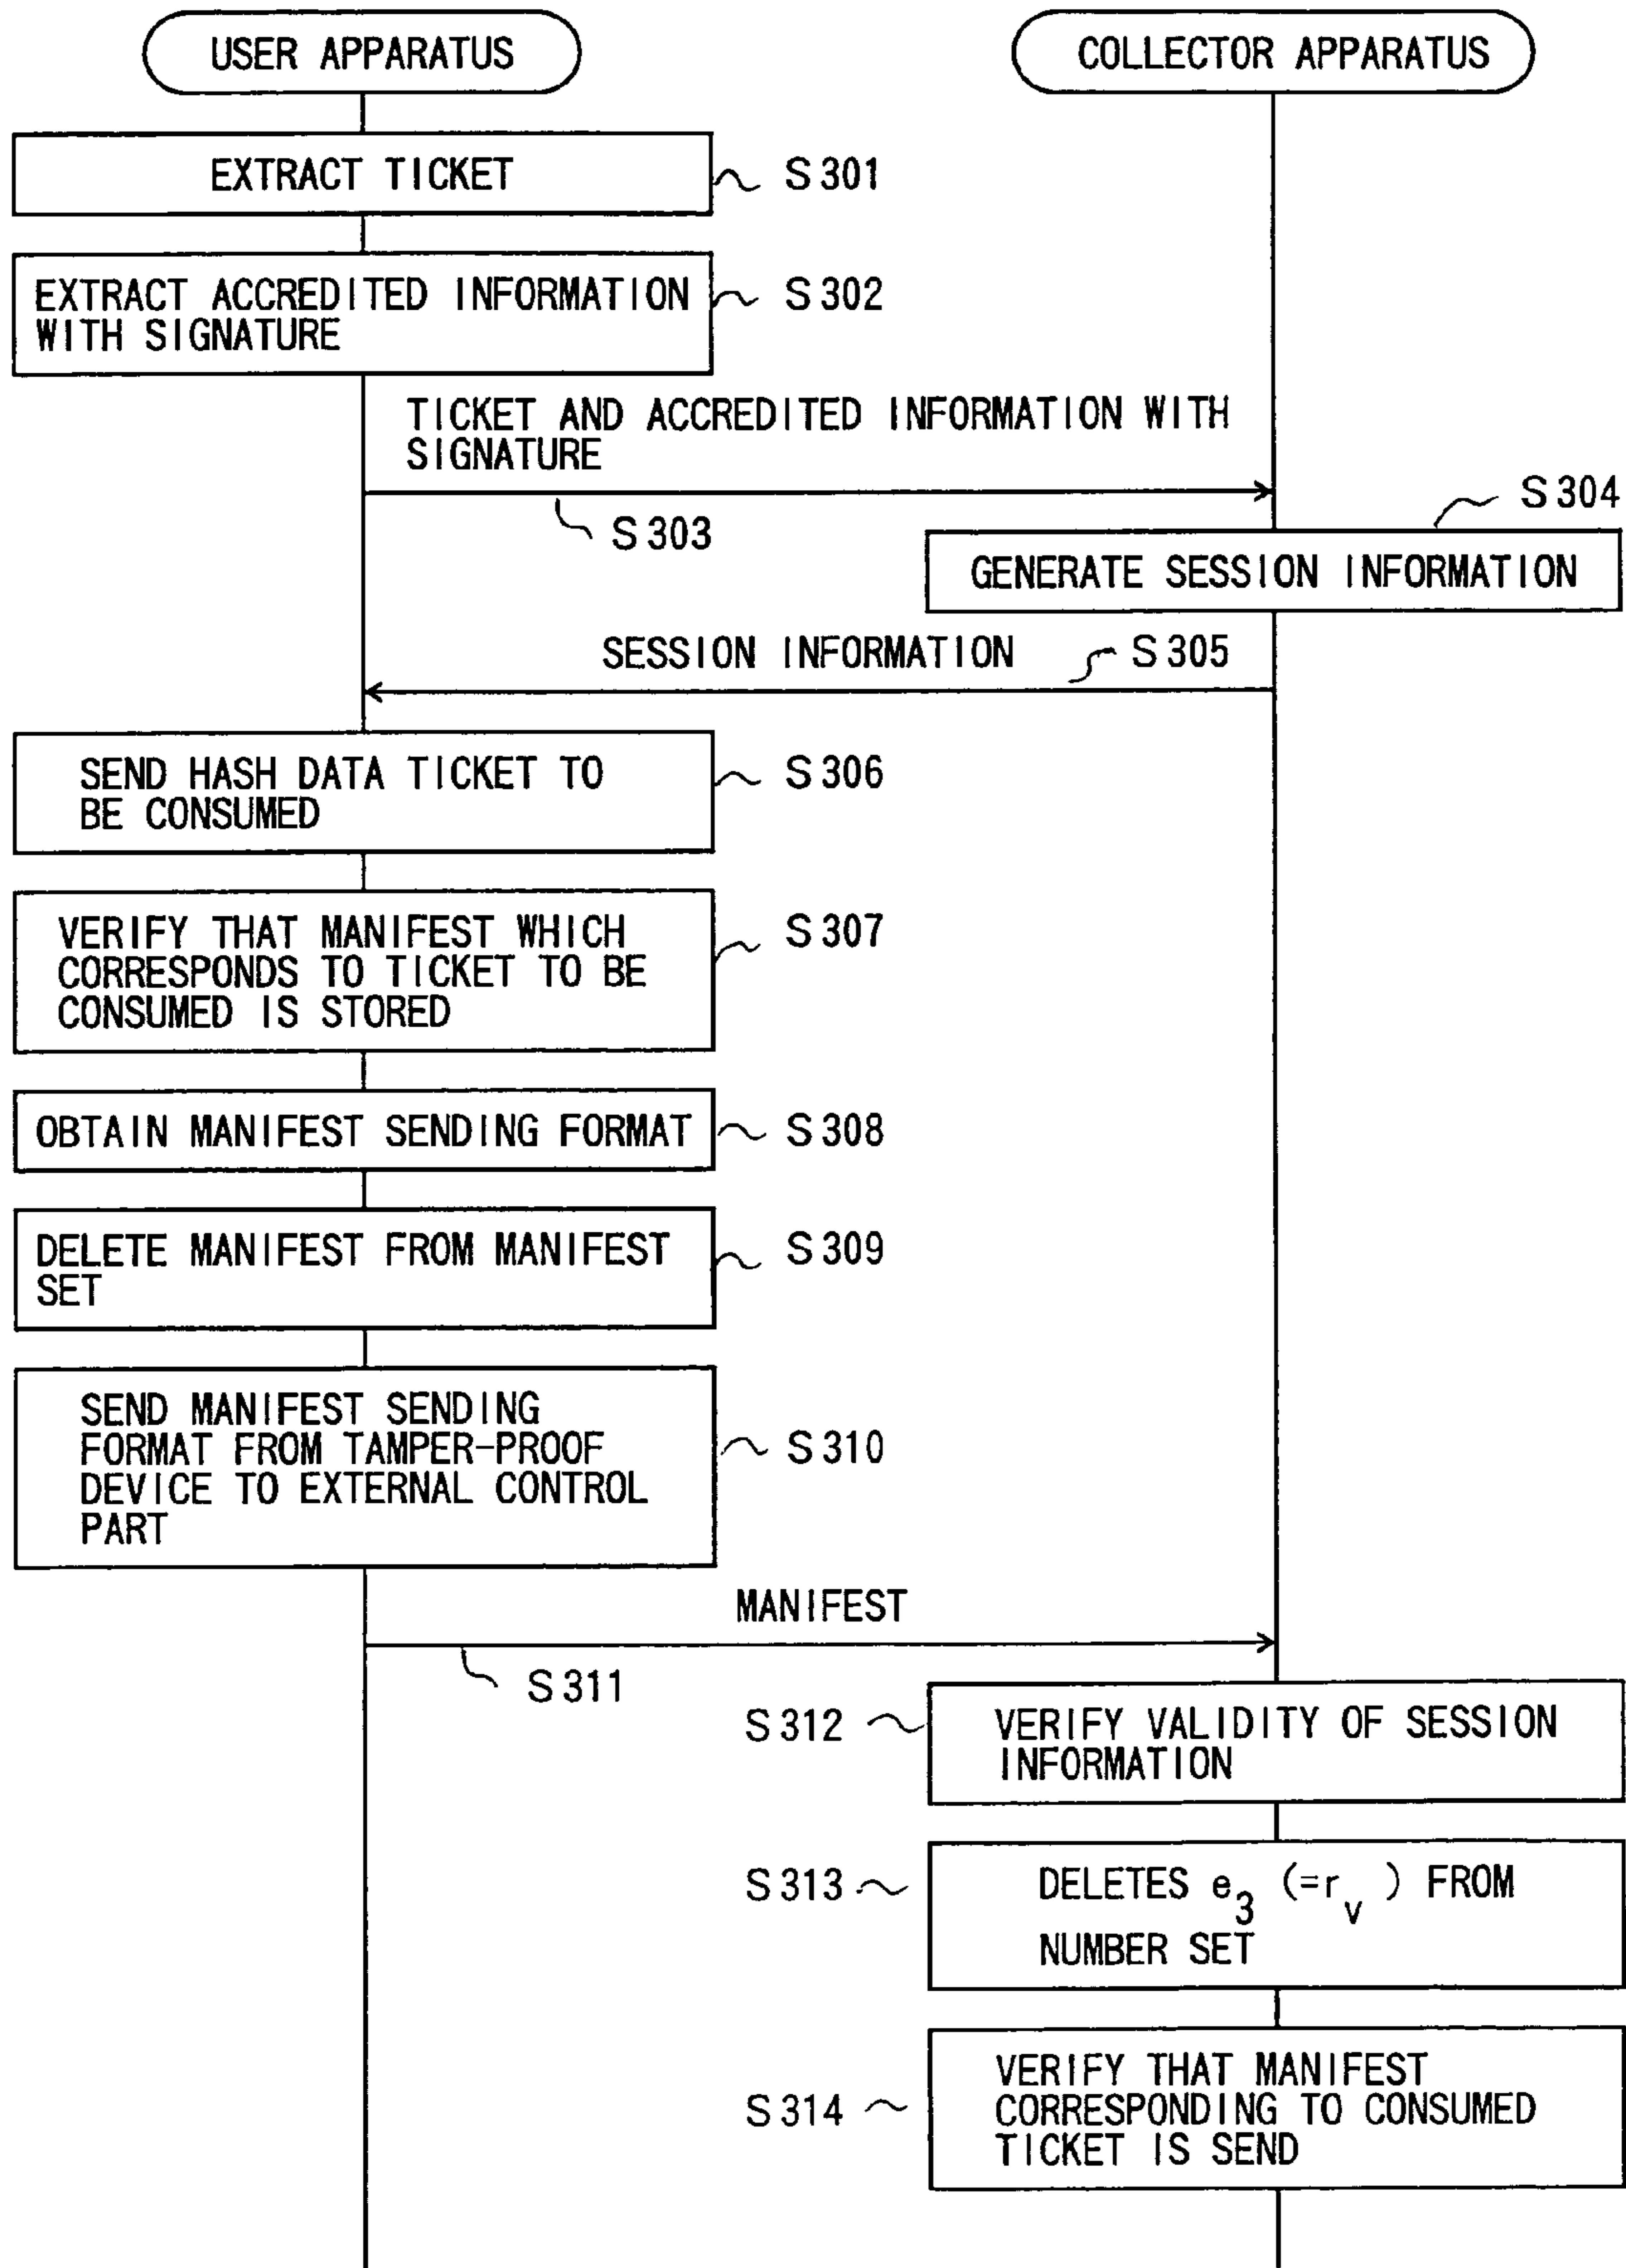 USER APPARATUS
COLLECTOR APPARATUS
EXTRACT TICKET
S301
EXTRACT ACCREDITED INFORMATION
WITH SIGNATURE
S302
TICKET AND ACCREDITED INFORMATION WITH
SIGNATURE
S303
S304
GENERATE SESSION INFORMATION
SESSION INFORMATION
S305
SEND HASH DATA TICKET TO
BE CONSUMED
S306
VERIFY THAT MANIFEST WHICH
CORRESPONDS TO TICKET TO BE
CONSUMED IS STORED
S307
OBTAIN MANIFEST SENDING FORMAT
S308
DELETE MANIFEST FROM MANIFEST
SET
S309
SEND MANIFEST SENDING
FORMAT FROM TAMPER-PROOF
DEVICE TO EXTERNAL CONTROL
PART
S310
MANIFEST
S311
S312
VERIFY VALIDITY OF SESSION
INFORMATION
S313
DELETES e3 (=rv ) FROM
NUMBER SET
S314
VERIFY THAT MANIFEST
CORRESPONDING TO CONSUMED
TICKET IS SEND